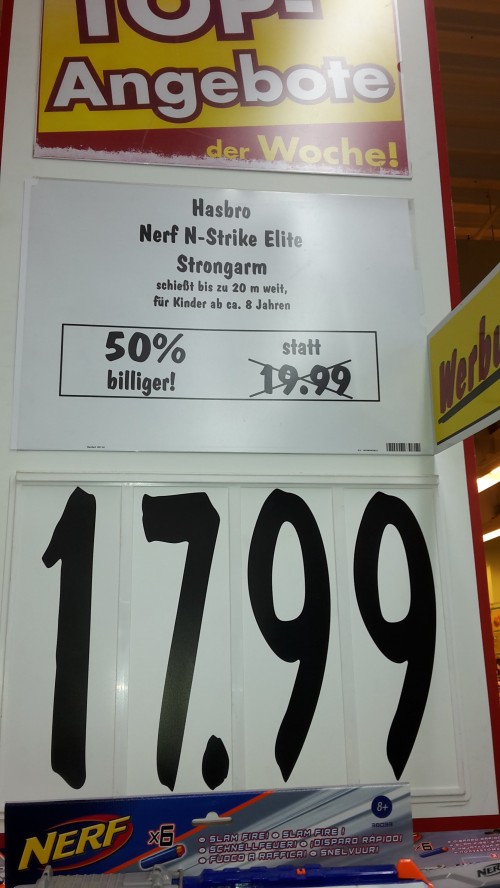 TOP-
Angebote
der Woche!
Hasbro
Nerf N-Strike Elite
Strongarm
schießt bis zu 20 m weit,
für Kinder ab ca. 8 Jahren
50%
billiger!
statt
19.99
17.99
NERF
x6
8+
• SLAM FIRE! • SLAM FIRE !
• SCHNELLFEUER! • ¡DISPARO RÁPIDO!
• FUOCO A RAFFICA! • SNELVUUR!